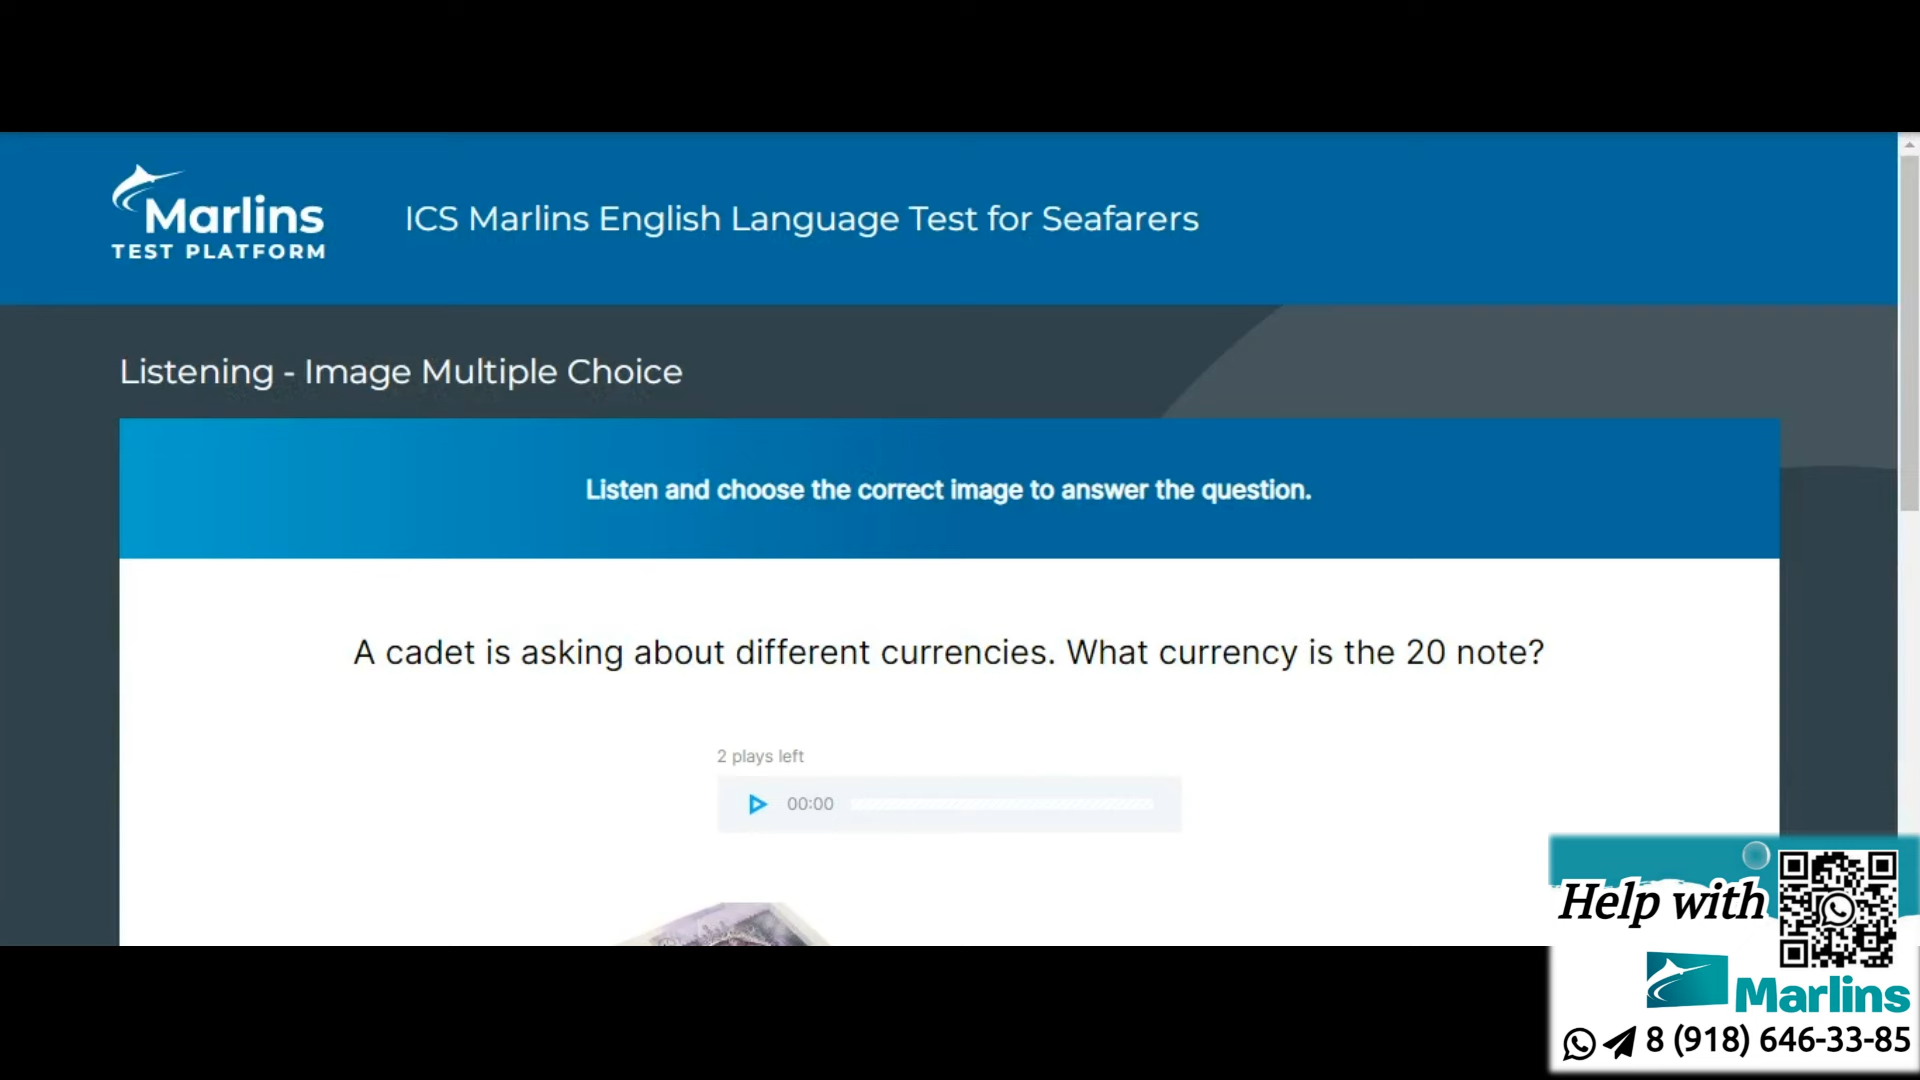 Marlins
TEST PLATFORM
ICS Marlins English Language Test for Seafarers
Listening - Image Multiple Choice
Listen and choose the correct image to answer the question.
A cadet is asking about different currencies. What currency is the 20 note?
2 plays left
00:00
Help with
Marlins
8 (918) 646-33-85